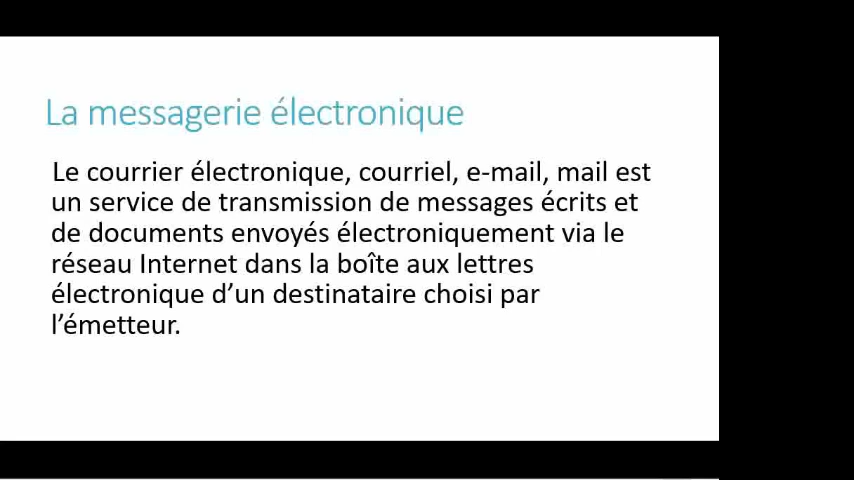 La messagerie électronique
Le courrier électronique, courriel, e-mail, mail est
un service de transmission de messages écrits et
de documents envoyés électroniquement via le
réseau Internet dans la boîte aux lettres
électronique d’un destinataire choisi par
l’émetteur.